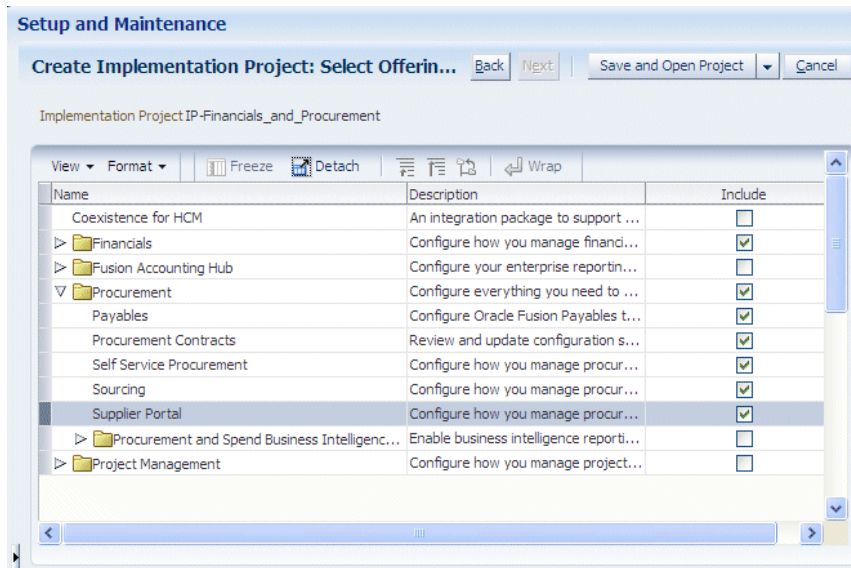 Setup and Maintenance
Create Implementation Project: Select Offerin... Back Next Save and Open Project Cancel
Implementation Project IP-Financials_and_Procurement
View Format Freeze Detach Wrap
Name Description Include
Coexistence for HCM An integration package to support ...
Financials Configure how you manage financi...
Fusion Accounting Hub Configure your enterprise reportin...
Procurement Configure everything you need to ...
Payables Configure Oracle Fusion Payables t...
Procurement Contracts Review and update configuration s...
Self Service Procurement Configure how you manage procur...
Sourcing Configure how you manage procur...
Supplier Portal Configure how you manage procur...
Procurement and Spend Business Intelligenc... Enable business intelligence reporti...
Project Management Configure how you manage project...